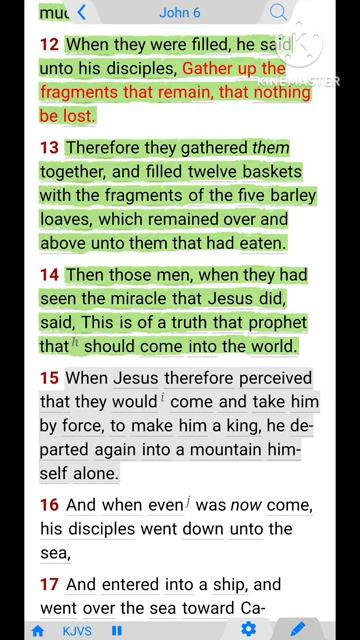 John 6
muc
12 When they were filled, he said
unto his disciples, Gather up the
fragments that remain, that nothing
be lost.
KINEMASTER
13 Therefore they gathered them
together, and filled twelve baskets
with the fragments of the five barley
loaves, which remained over and
above unto them that had eaten.
14 Then those men, when they had
seen the miracle that Jesus did,
said, This is of a truth that prophet
that h should come into the world.
15 When Jesus therefore perceived
that they would i come and take him
by force, to make him a king, he de-
parted again into a mountain him-
self alone.
16 And when even j was now come,
his disciples went down unto the
sea,
17 And entered into a ship, and
went over the sea toward Ca-
KJVS